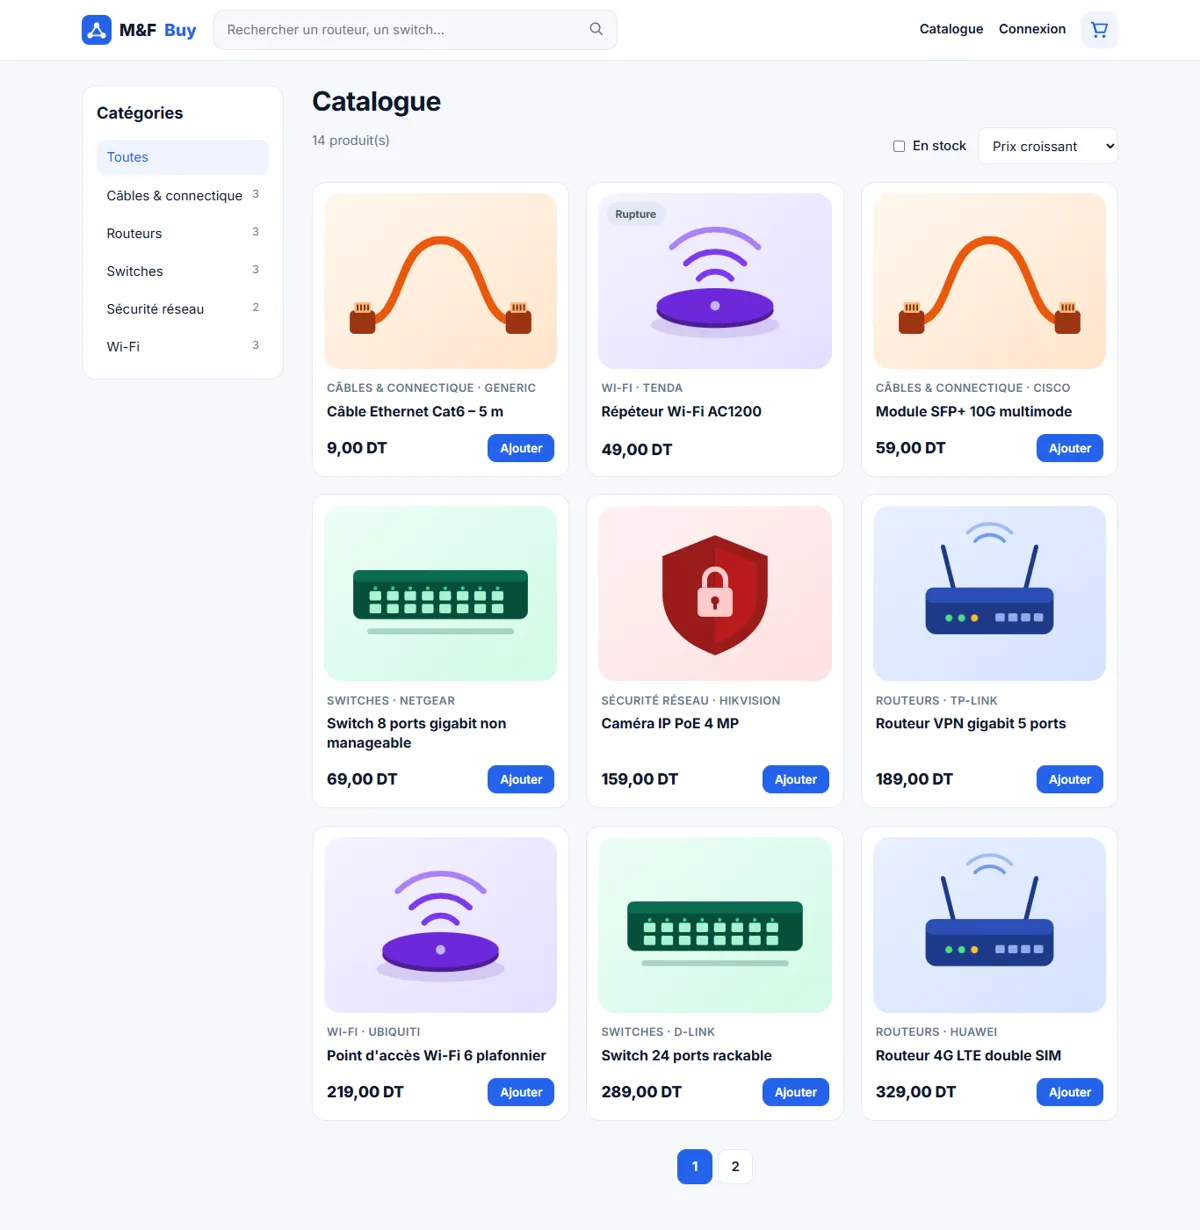 M&F Buy
Rechercher un routeur, un switch...
Catalogue
Connexion
Catégories
Toutes
Câbles & connectique 3
Routeurs 3
Switches 3
Sécurité réseau 2
Wi-Fi 3
Catalogue
14 produit(s)
En stock
Prix croissant
CÂBLES & CONNECTIQUE · GENERIC
Câble Ethernet Cat6 – 5 m
9,00 DT
Ajouter
Rupture
WI-FI · TENDA
Répéteur Wi-Fi AC1200
49,00 DT
CÂBLES & CONNECTIQUE · CISCO
Module SFP+ 10G multimode
59,00 DT
Ajouter
SWITCHES · NETGEAR
Switch 8 ports gigabit non
manageable
69,00 DT
Ajouter
SÉCURITÉ RÉSEAU · HIKVISION
Caméra IP PoE 4 MP
159,00 DT
Ajouter
ROUTEURS · TP-LINK
Routeur VPN gigabit 5 ports
189,00 DT
Ajouter
WI-FI · UBIQUITI
Point d'accès Wi-Fi 6 plafonnier
219,00 DT
Ajouter
SWITCHES · D-LINK
Switch 24 ports rackable
289,00 DT
Ajouter
ROUTEURS · HUAWEI
Routeur 4G LTE double SIM
329,00 DT
Ajouter
1
2